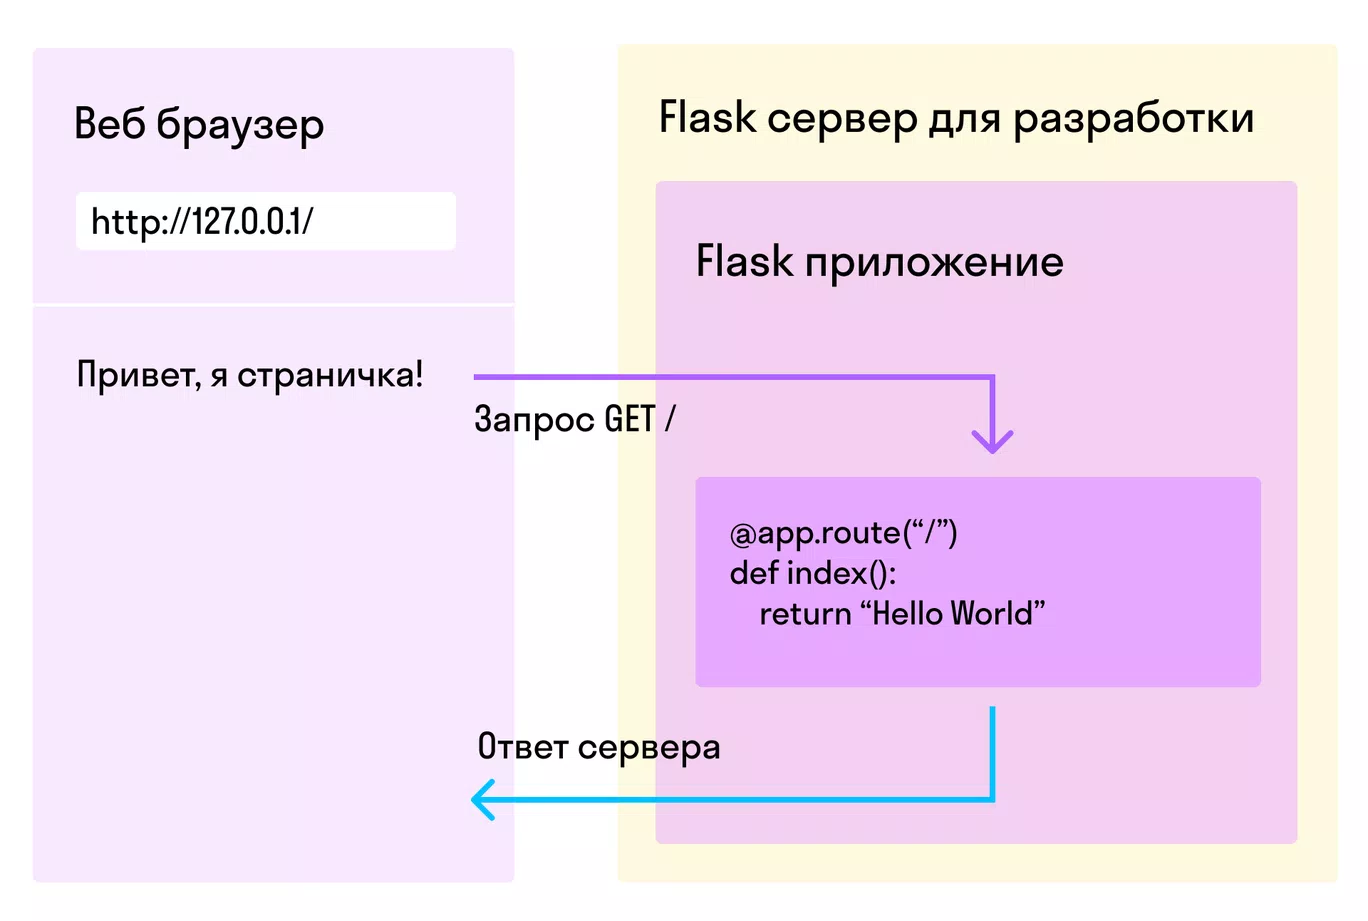 Веб браузер
http://127.0.0.1/
Привет, я страничка!
Flask сервер для разработки
Flask приложение
Запрос GET /
@app.route(“/”)
def index():
return “Hello World”
Ответ сервера